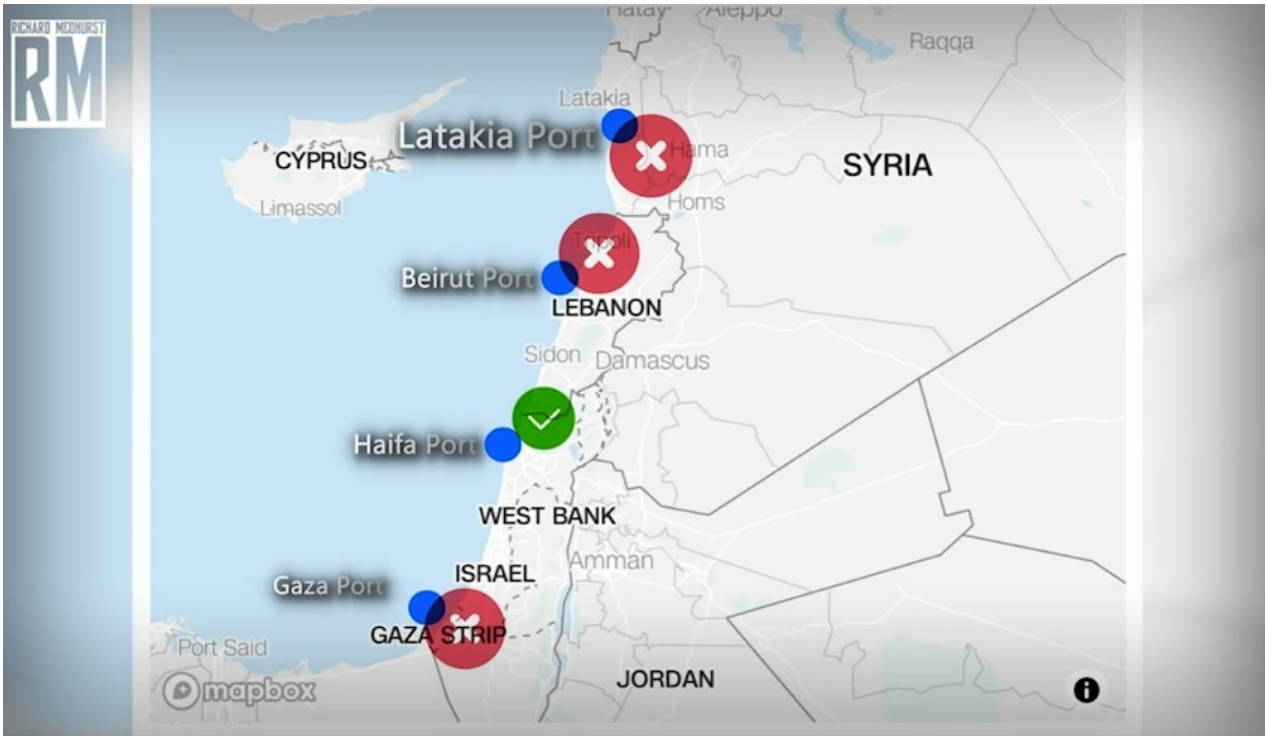 RICHARD MEDHURST
RM
Hatay
Aleppo
Raqqa
Latakia
Latakia Port
Hama
CYPRUS
SYRIA
Limassol
Homs
Tripoli
Beirut Port
LEBANON
Sidon
Damascus
Haifa Port
WEST BANK
Amman
ISRAEL
Gaza Port
GAZA STRIP
Port Said
JORDAN
mapbox
i